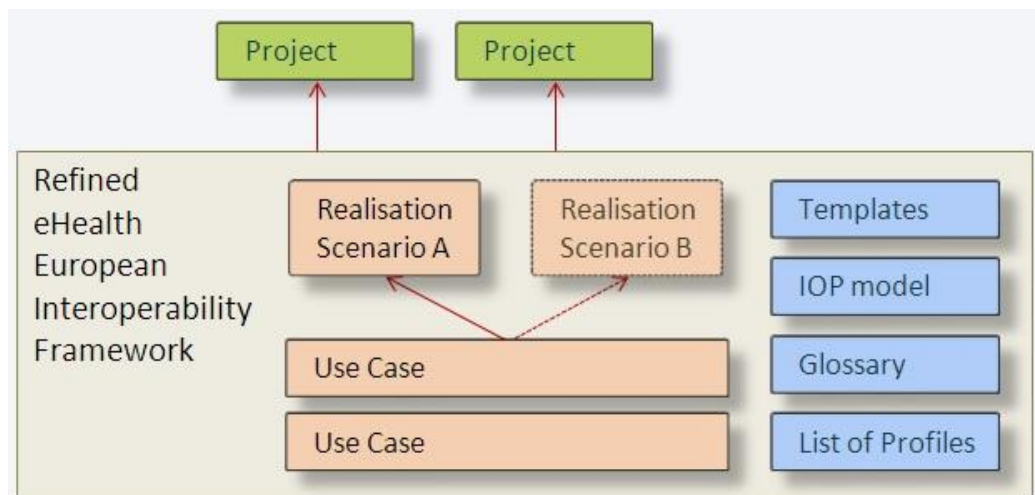 Project
Project
Refined
eHealth
European
Interoperability
Framework
Realisation
Scenario A
Realisation
Scenario B
Use Case
Use Case
Templates
IOP model
Glossary
List of Profiles